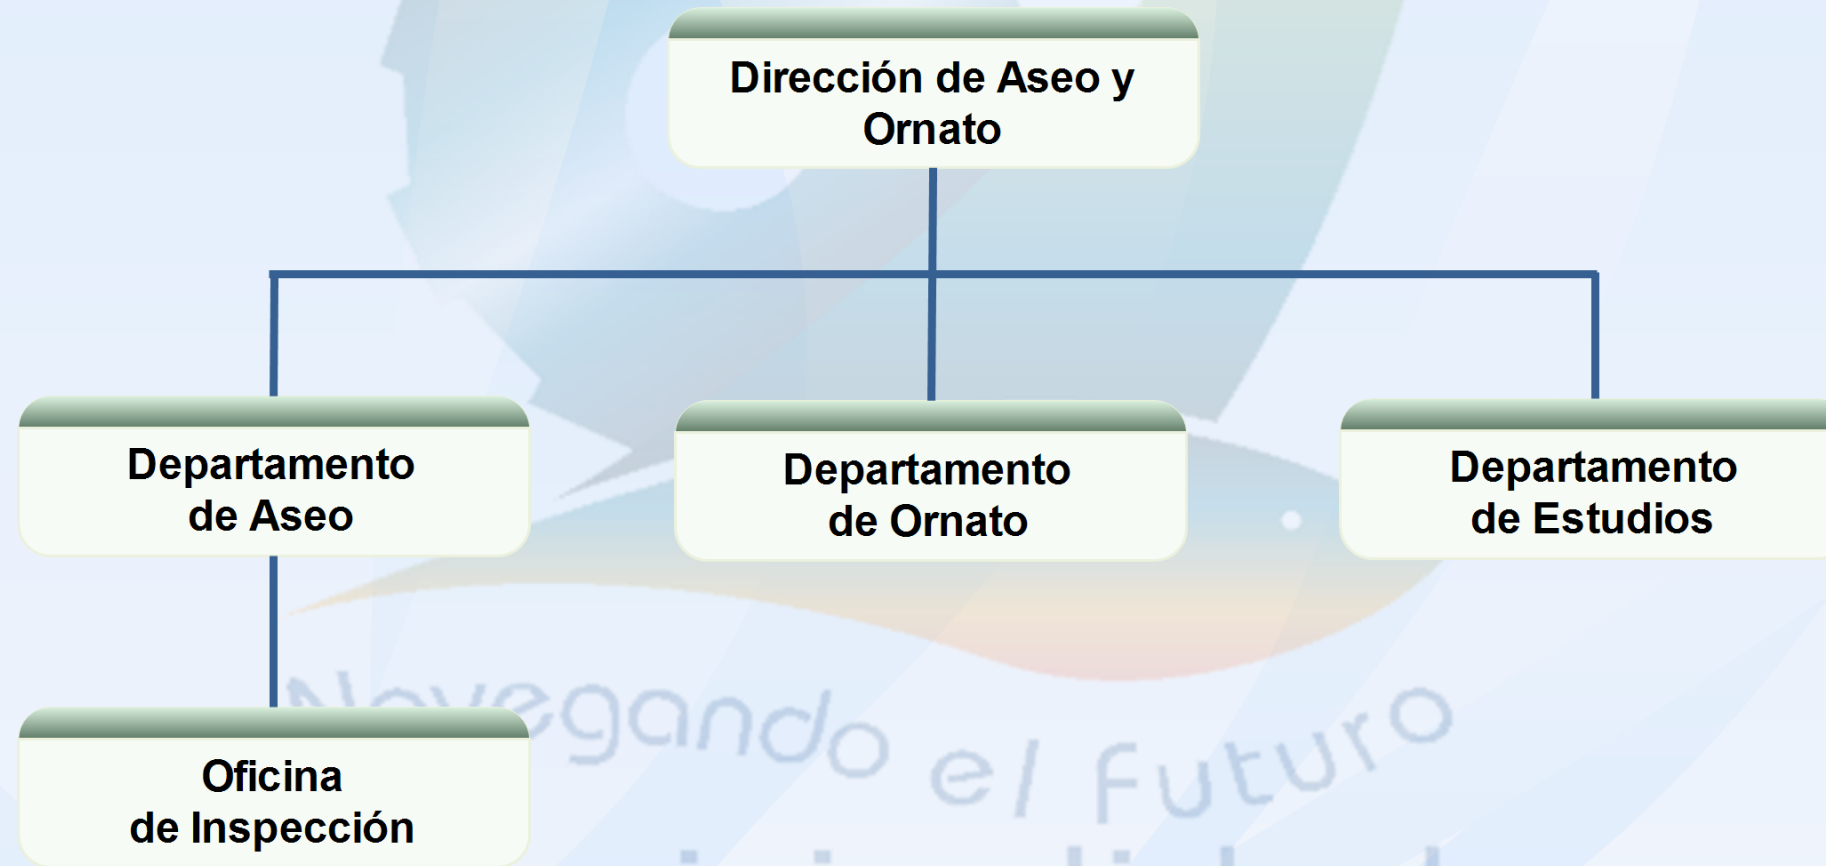 Dirección de Aseo y
Ornato
Departamento
de Aseo
Departamento
de Ornato
Departamento
de Estudios
Navegando el Futuro
Oficina
de Inspección